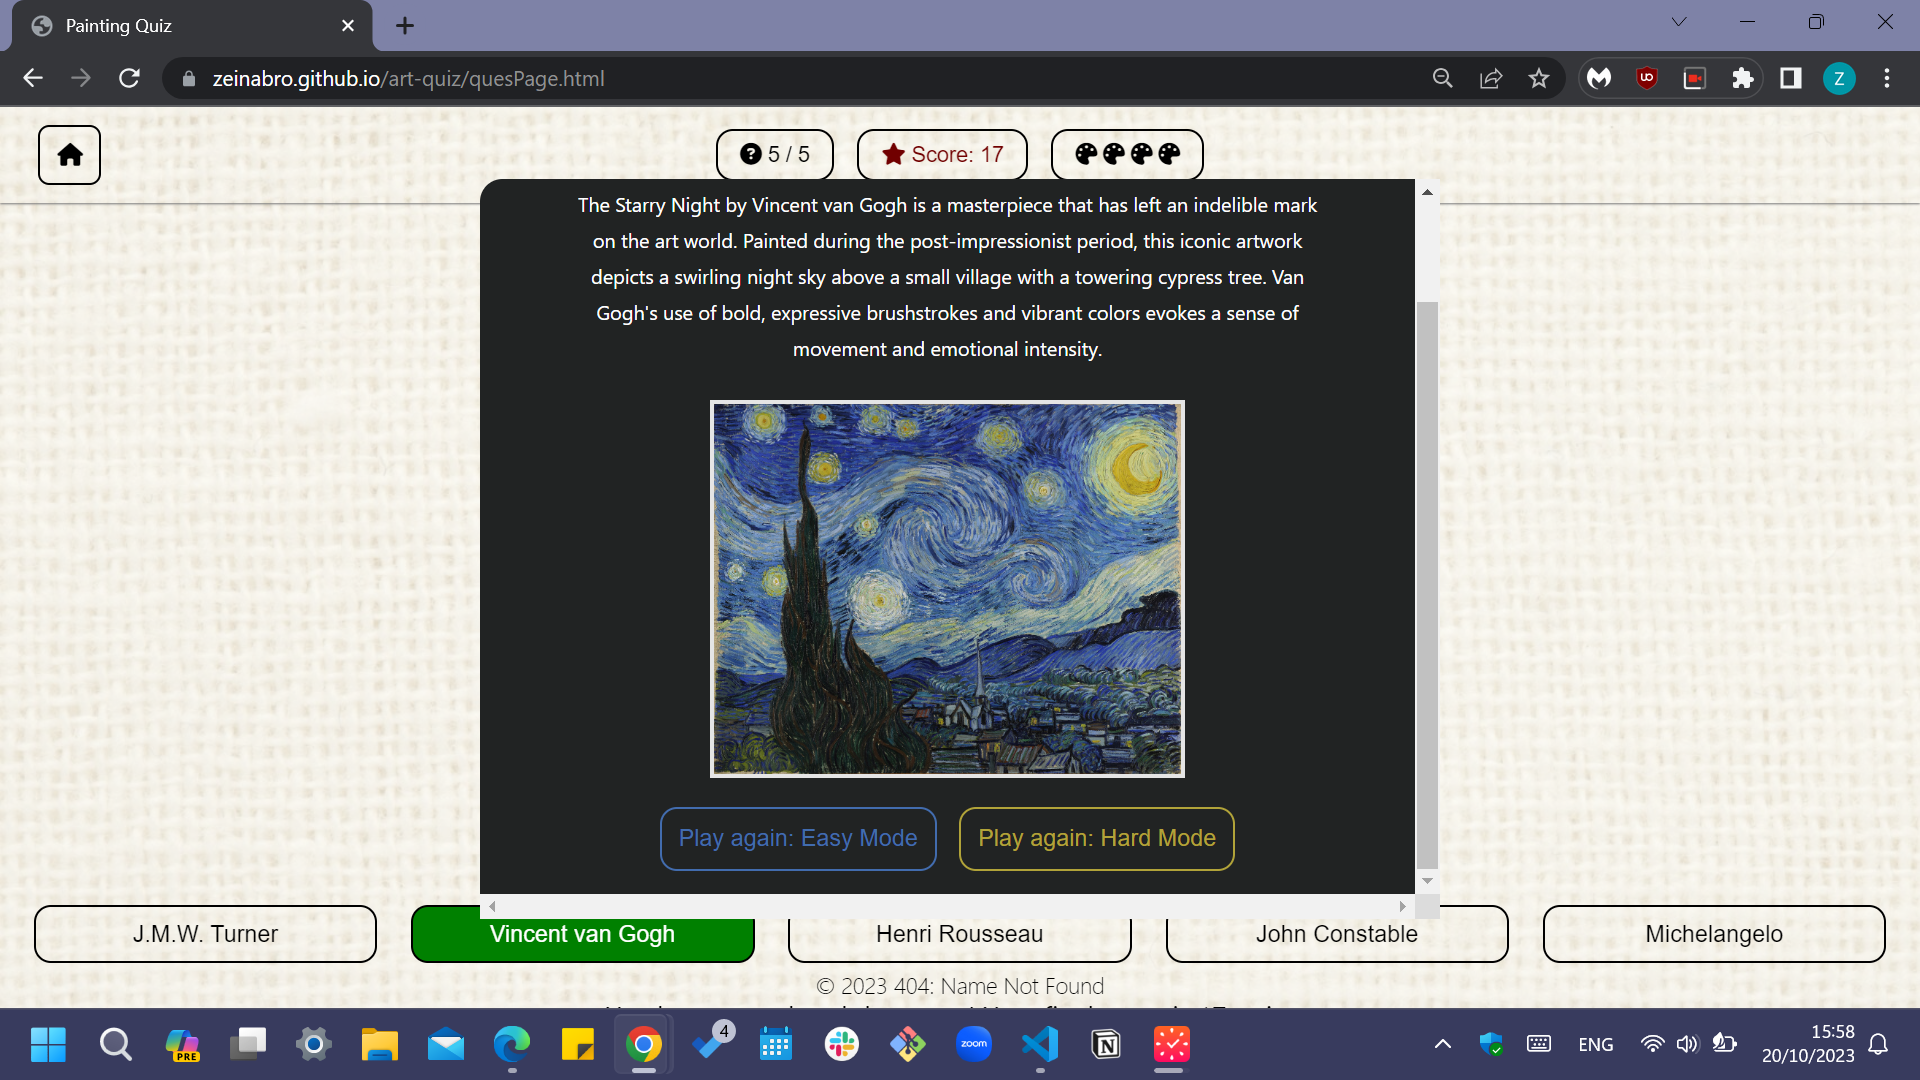 Painting Quiz
zeinabro.github.io/art-quiz/quesPage.html
Z
5 / 5
Score: 17
The Starry Night by Vincent van Gogh is a masterpiece that has left an indelible mark
on the art world. Painted during the post-impressionist period, this iconic artwork
depicts a swirling night sky above a small village with a towering cypress tree. Van
Gogh's use of bold, expressive brushstrokes and vibrant colors evokes a sense of
movement and emotional intensity.
Play again: Easy Mode
Play again: Hard Mode
J.M.W. Turner
Vincent van Gogh
Henri Rousseau
John Constable
Michelangelo
© 2023 404: Name Not Found
PRE
4
zoom
ENG
15:58
20/10/2023